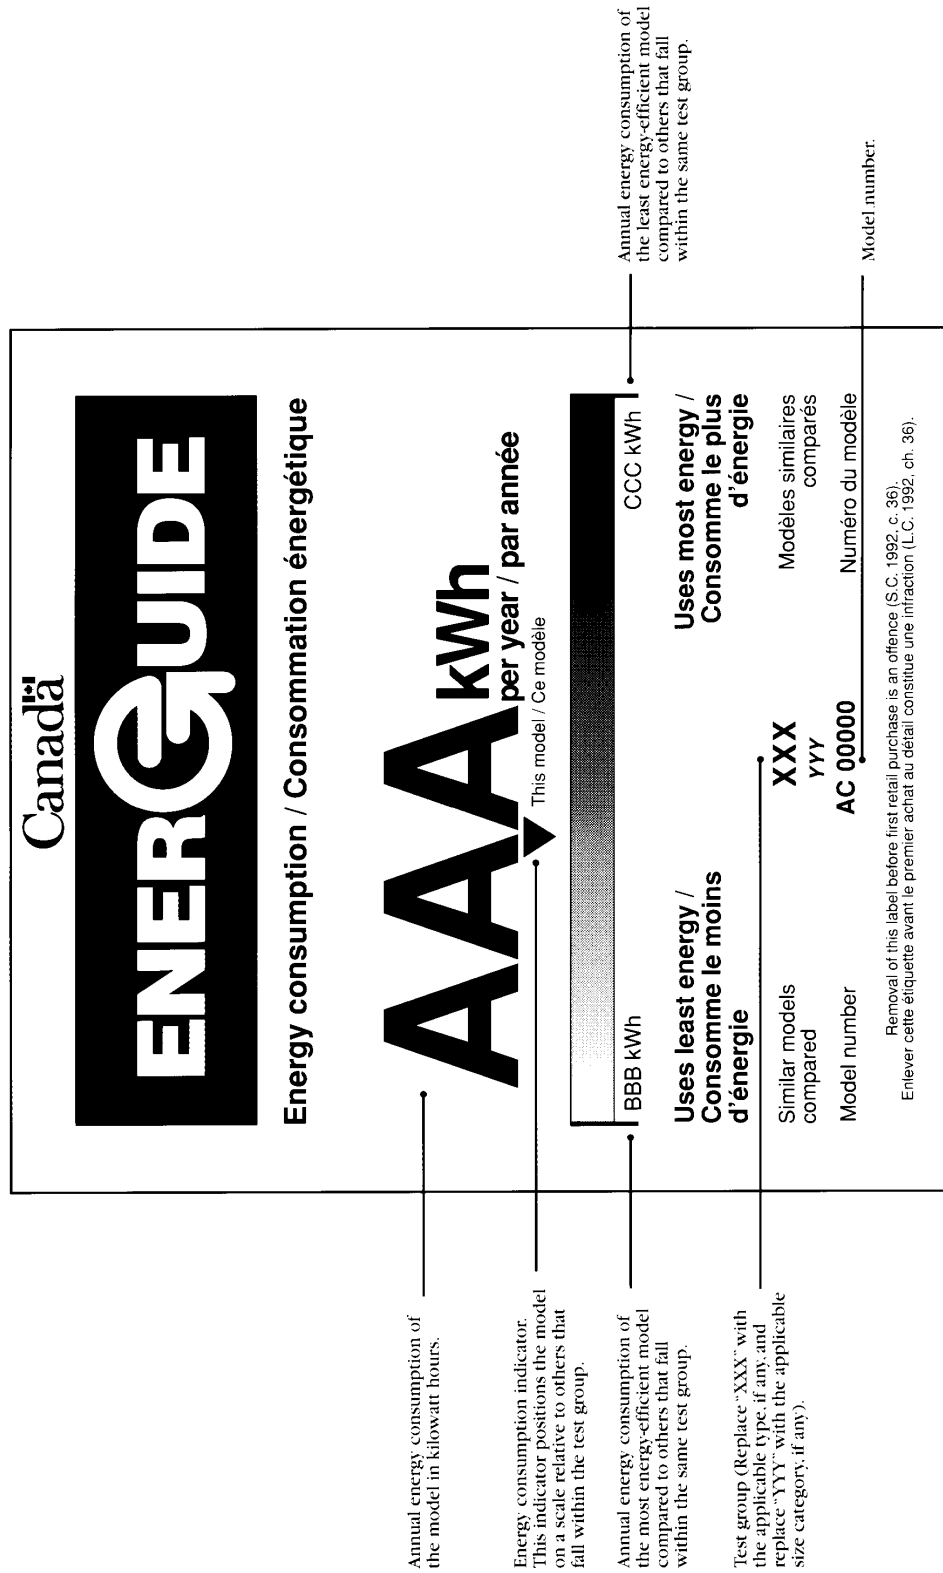 Canada
ENERGUIDE
Energy consumption / Consommation énergétique
AAA kWh
per year / par année
This model / Ce modèle
BBB kWh
CCC kWh
Uses least energy /
Consomme le moins
d'énergie
Uses most energy /
Consomme le plus
d'énergie
Similar models
compared
XXX
YYY
Modèles similaires
comparés
Model number
AC 00000
Numéro du modèle
Removal of this label before first retail purchase is an offence (S.C. 1992, c. 36).
Enlever cette étiquette avant le premier achat au détail constitue une infraction (L.C. 1992, ch. 36).
Annual energy consumption of
the model in kilowatt hours.
Energy consumption indicator.
This indicator positions the model
on a scale relative to others that
fall within the test group.
Annual energy consumption of
the most energy-efficient model
compared to others that fall
within the same test group.
Test group (Replace "XXX" with
the applicable type, if any, and
replace "YYY" with the applicable
size category, if any).
Annual energy consumption of
the least energy-efficient model
compared to others that fall
within the same test group.
Model number.